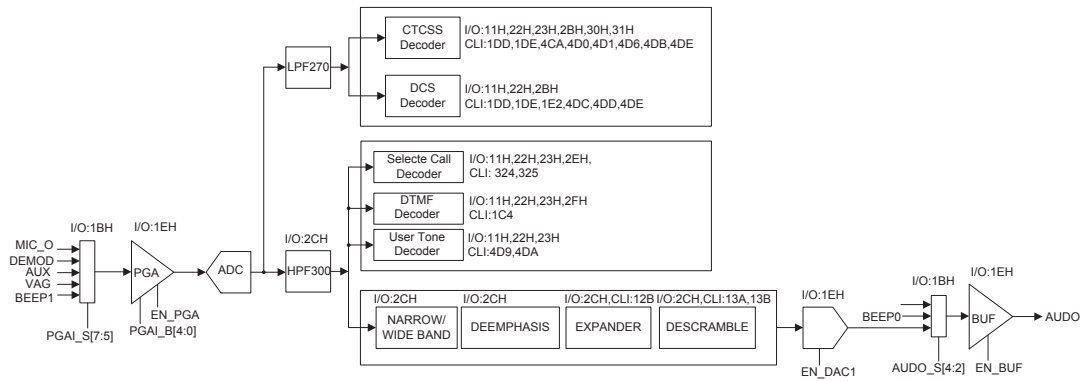 CTCSS
Decoder
I/O:11H,22H,23H,2BH,30H,31H
CLI:1DD,1DE,4CA,4D0,4D1,4D6,4DB,4DE
LPF270
DCS
Decoder
I/O:11H,22H,2BH
CLI:1DD,1DE,1E2,4DC,4DD,4DE
Selecte Call
Decoder
I/O:11H,22H,23H,2EH,
CLI: 324,325
DTMF
Decoder
I/O:11H,22H,23H,2FH
CLI:1C4
User Tone
Decoder
I/O:11H,22H,23H
CLI:4D9,4DA
I/O:1BH
I/O:1EH
I/O:2CH
MIC_O
DEMOD
AUX
VAG
BEEP1
PGA
ADC
HPF300
EN_PGA
PGAI_B[4:0]
PGAI_S[7:5]
I/O:2CH
I/O:2CH
I/O:2CH,CLI:12B
I/O:2CH,CLI:13A,13B
NARROW/
WIDE BAND
DEEMPHASIS
EXPANDER
DESCRAMBLE
I/O:1EH
EN_DAC1
I/O:1BH
I/O:1EH
BEEP0
BUF
AUDO
AUDO_S[4:2]
EN_BUF